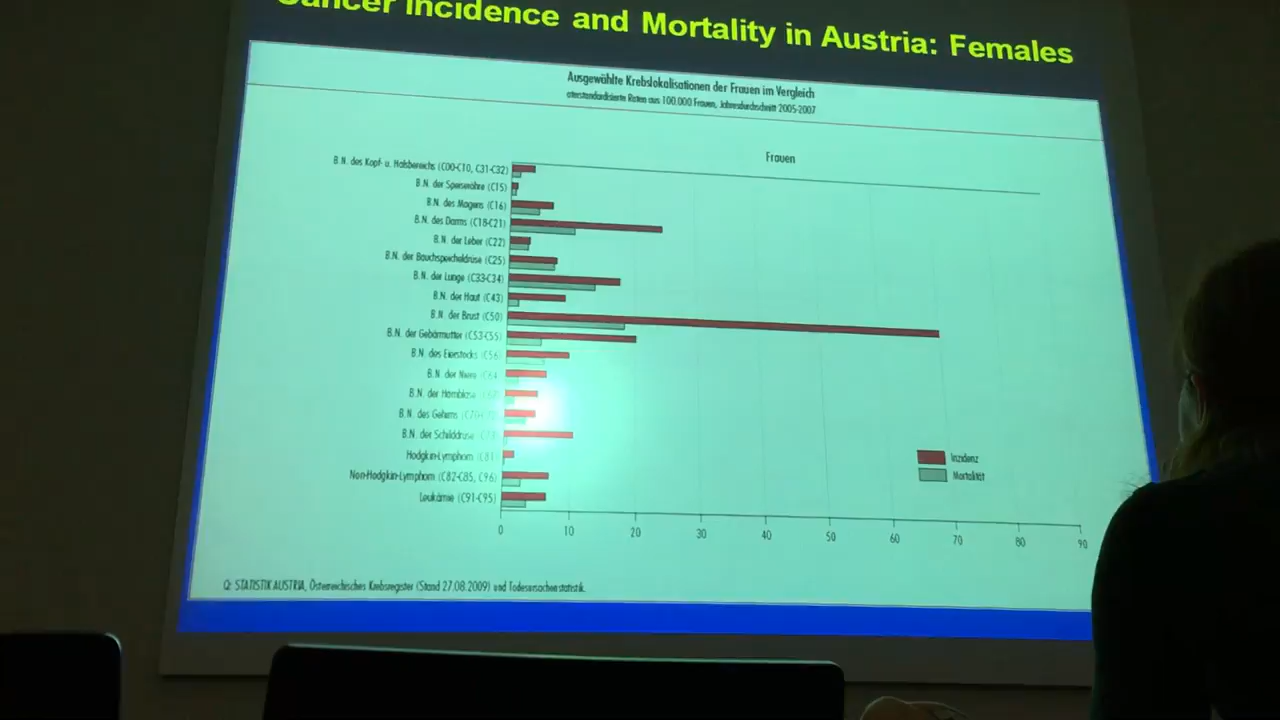 Cancer Incidence and Mortality in Austria: Females
Ausgewählte Krebslokalisationen der Frauen im Vergleich
altersstandardisierte Raten aus 100.000 Frauen, Jahresdurchschnitt 2005-2007
Frauen
B.N. des Kopf- u. Halsbereichs (C00-C10, C31-C32)
B.N. der Speiseröhre (C15)
B.N. des Magens (C16)
B.N. des Darms (C18-C21)
B.N. der Leber (C22)
B.N. der Bauchspeicheldrüse (C25)
B.N. der Lunge (C33-C34)
B.N. der Haut (C43)
B.N. der Brust (C50)
B.N. der Gebärmutter (C53-C55)
B.N. des Eierstocks (C56)
B.N. der Niere (C64)
B.N. der Harnblase
B.N. des Gehirns
B.N. der Schilddrüse
Hodgkin-Lymphom (C81)
Non-Hodgkin-Lymphom (C82-C85, C96)
Leukämie (C91-C95)
Inzidenz
Mortalität
0 10 20 30 40 50 60 70 80 90
Q: STATISTIK AUSTRIA, Österreichisches Krebsregister (Stand 27.08.2009) und Todesursachenstatistik.